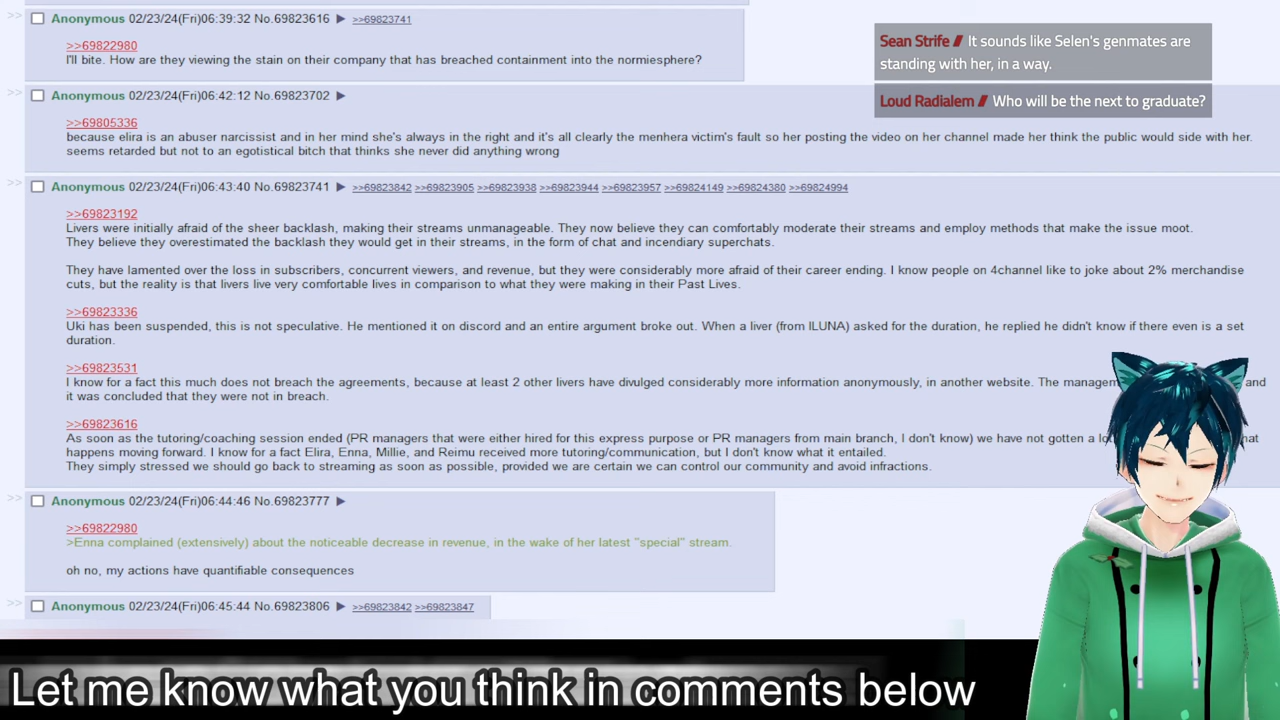 >> Anonymous 02/23/24(Fri)06:39:32 No.69823616 ▶ >>69823741
>>69822980
I'll bite. How are they viewing the stain on their company that has breached containment into the normiesphere?
>> Anonymous 02/23/24(Fri)06:42:12 No.69823702 ▶
>>69805336
because elira is an abuser narcissist and in her mind she's always in the right and it's all clearly the menhera victim's fault so her posting the video on her channel made her think the public would side with her.
seems retarded but not to an egotistical bitch that thinks she never did anything wrong
>> Anonymous 02/23/24(Fri)06:43:40 No.69823741 ▶ >>69823842 >>69823905 >>69823938 >>69823944 >>69823957 >>69824149 >>69824380 >>69824994
>>69823192
Livers were initially afraid of the sheer backlash, making their streams unmanageable. They now believe they can comfortably moderate their streams and employ methods that make the issue moot.
They believe they overestimated the backlash they would get in their streams, in the form of chat and incendiary superchats.
They have lamented over the loss in subscribers, concurrent viewers, and revenue, but they were considerably more afraid of their career ending. I know people on 4channel like to joke about 2% merchandise
cuts, but the reality is that livers live very comfortable lives in comparison to what they were making in their Past Lives.
>>69823336
Uki has been suspended, this is not speculative. He mentioned it on discord and an entire argument broke out. When a liver (from ILUNA) asked for the duration, he replied he didn't know if there even is a set
duration.
>>69823531
I know for a fact this much does not breach the agreements, because at least 2 other livers have divulged considerably more information anonymously, in another website. The and
it was concluded that they were not in breach.
>>69823616
As soon as the tutoring/coaching session ended (PR managers that were either hired for this express purpose or PR managers from main branch, I don't know) we have not gotten a
happens moving forward. I know for a fact Elira, Enna, Millie, and Reimu received more tutoring/communication, but I don't know what it entailed.
They simply stressed we should go back to streaming as soon as possible, provided we are certain we can control our community and avoid infractions.
>> Anonymous 02/23/24(Fri)06:44:46 No.69823777 ▶
>>69822980
>Enna complained (extensively) about the noticeable decrease in revenue, in the wake of her latest "special" stream.
oh no, my actions have quantifiable consequences
>> Anonymous 02/23/24(Fri)06:45:44 No.69823806 ▶ >>69823842 >>69823847
Sean Strife // It sounds like Selen's genmates are
standing with her, in a way.
Loud Radialem // Who will be the next to graduate?
Let me know what you think in comments below